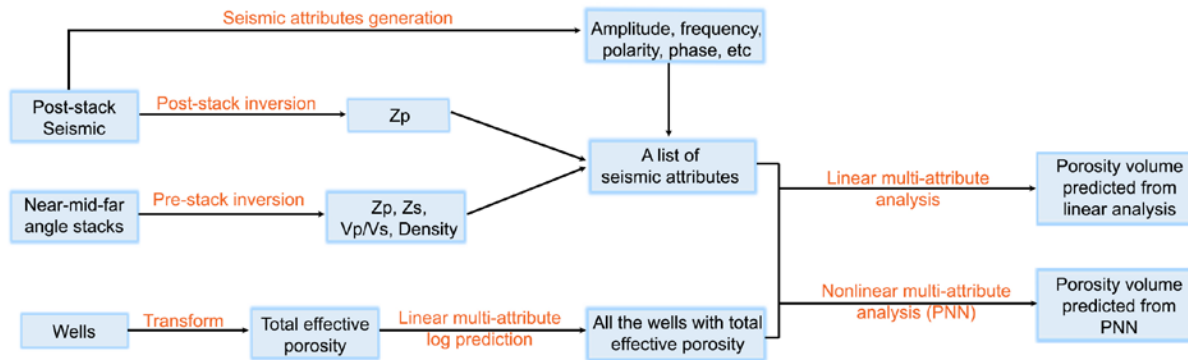 Seismic attributes generation
Amplitude, frequency,
polarity, phase, etc
Post-stack
Seismic
Post-stack inversion
Zp
A list of
seismic attributes
Near-mid-far
angle stacks
Pre-stack inversion
Zp, Zs,
Vp/Vs, Density
Linear multi-attribute
analysis
Porosity volume
predicted from
linear analysis
Wells
Transform
Total effective
porosity
Linear multi-attribute
log prediction
All the wells with total
effective porosity
Nonlinear multi-attribute
analysis (PNN)
Porosity volume
predicted from
PNN